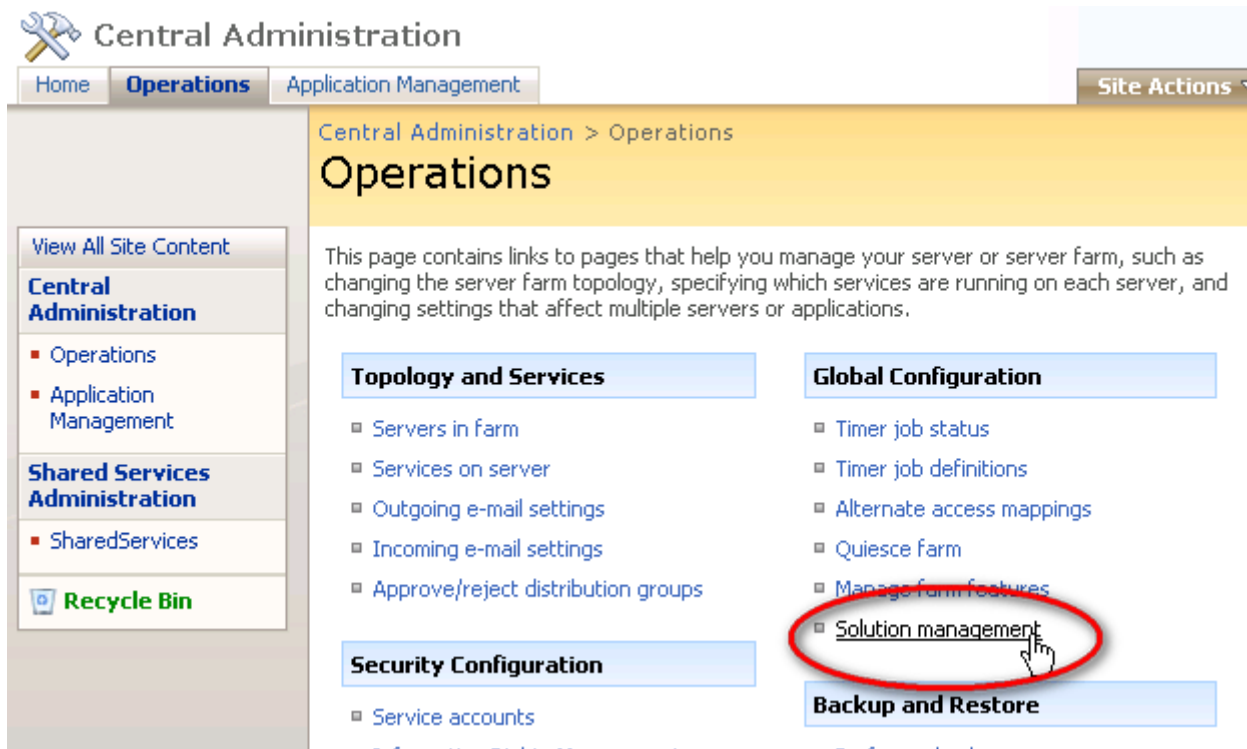 Central Administration
Home Operations Application Management Site Actions
Central Administration > Operations
Operations
View All Site Content
Central
Administration
Operations
Application
Management
Shared Services
Administration
SharedServices
Recycle Bin
This page contains links to pages that help you manage your server or server farm, such as
changing the server farm topology, specifying which services are running on each server, and
changing settings that affect multiple servers or applications.
Topology and Services
Servers in farm
Services on server
Outgoing e-mail settings
Incoming e-mail settings
Approve/reject distribution groups
Security Configuration
Service accounts
Global Configuration
Timer job status
Timer job definitions
Alternate access mappings
Quiesce farm
Manage farm features
Solution management
Backup and Restore